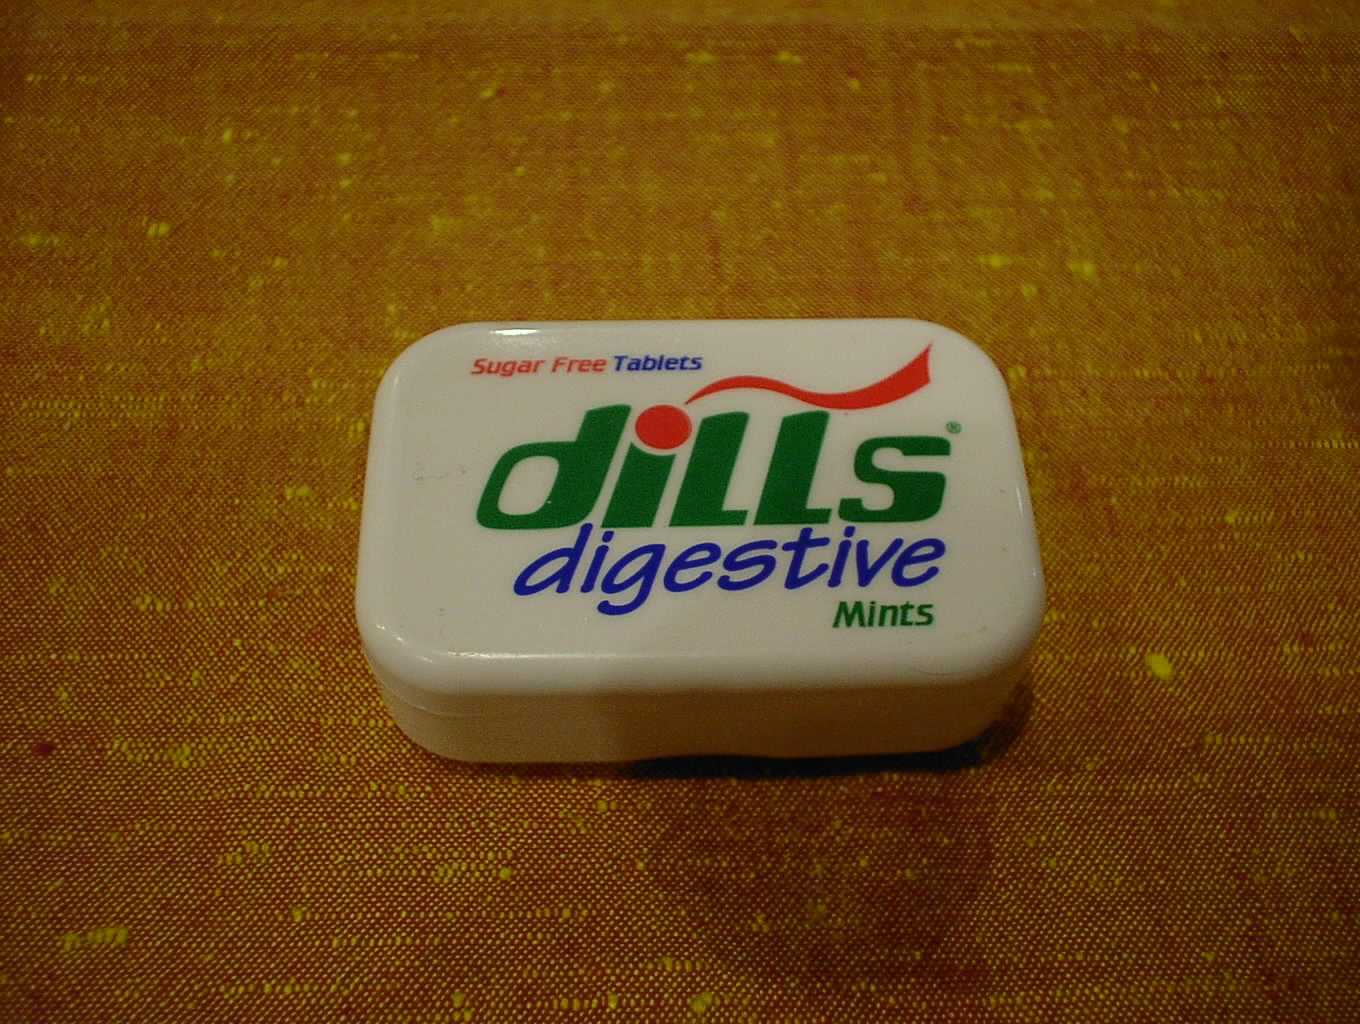 Sugar Free Tablets
dills®
digestive
Mints